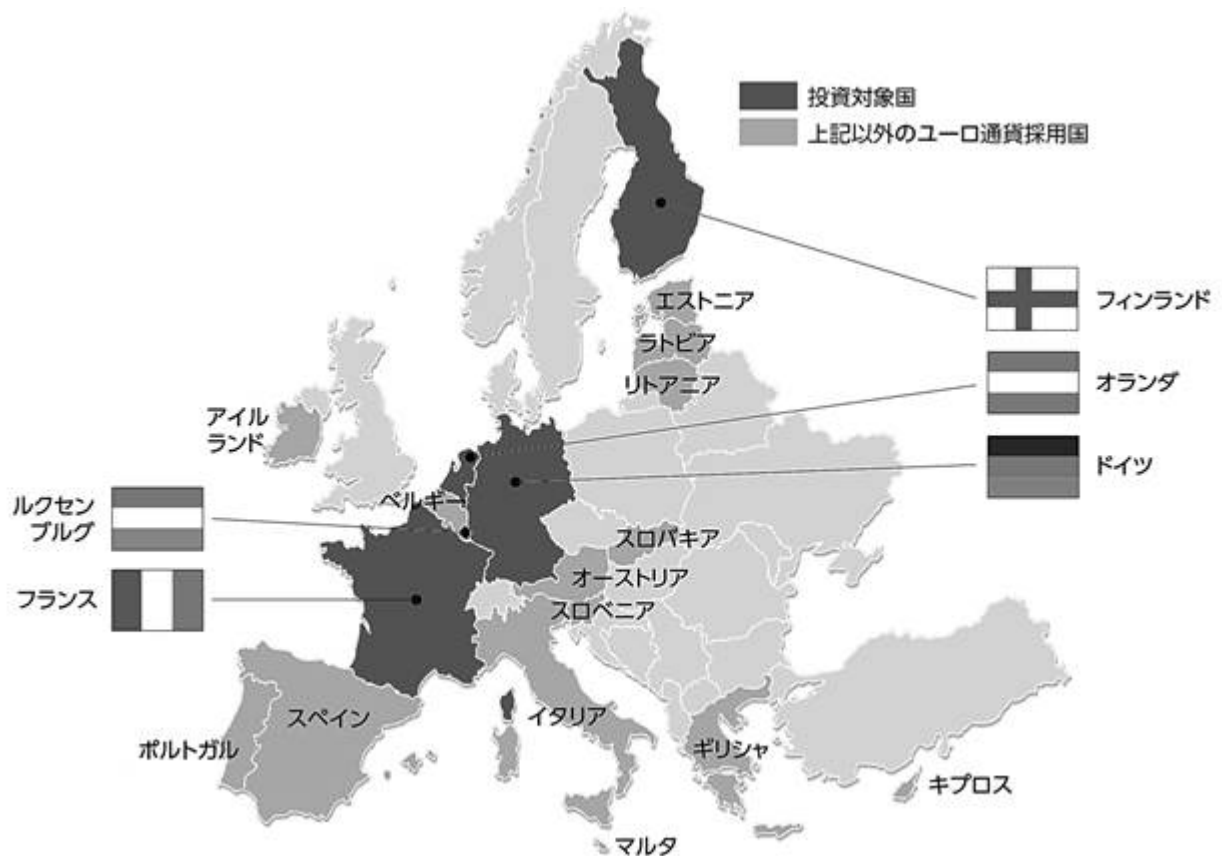 投資対象国
上記以外のユーロ通貨採用国
フィンランド
エストニア
ラトビア
リトアニア
オランダ
アイル
ランド
ドイツ
ベルギー
ルクセン
ブルグ
スロバキア
オーストリア
フランス
スロベニア
スペイン
イタリア
ポルトガル
ギリシャ
キプロス
マルタ